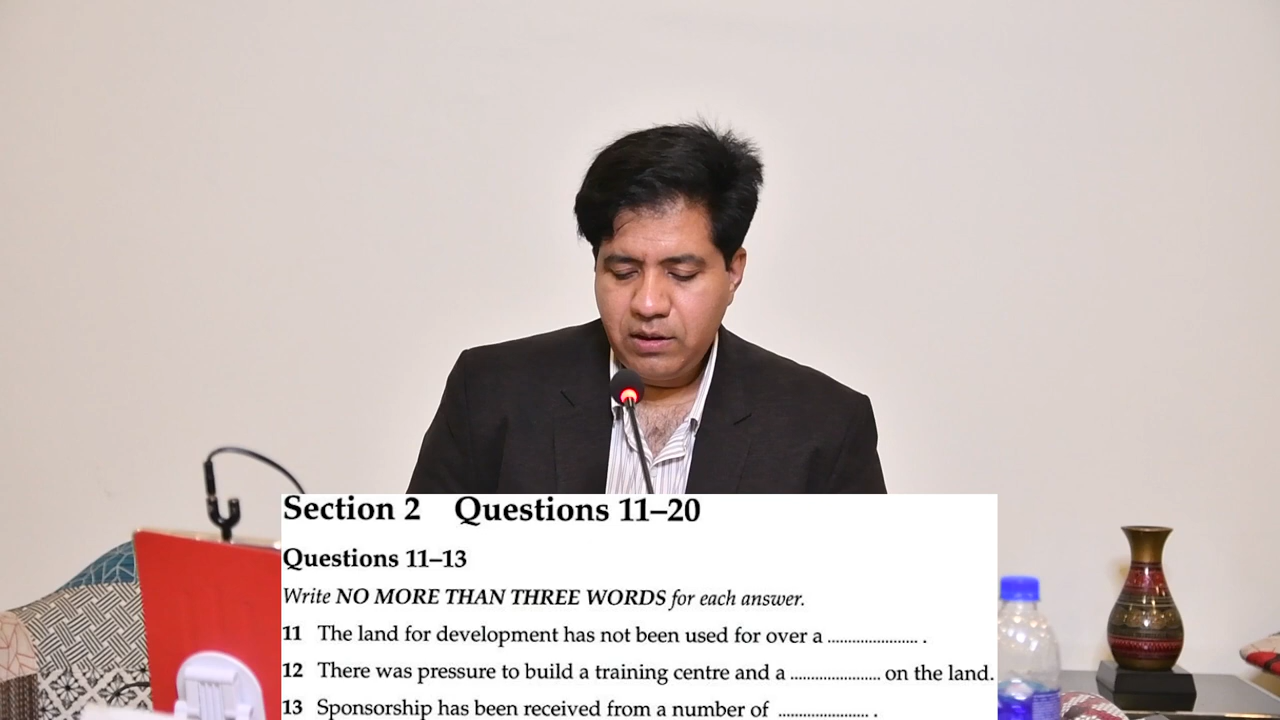 Section 2 Questions 11–20
Questions 11–13
Write NO MORE THAN THREE WORDS for each answer.
11 The land for development has not been used for over a ...................... .
12 There was pressure to build a training centre and a ...................... on the land.
13 Sponsorship has been received from a number of ...................... .